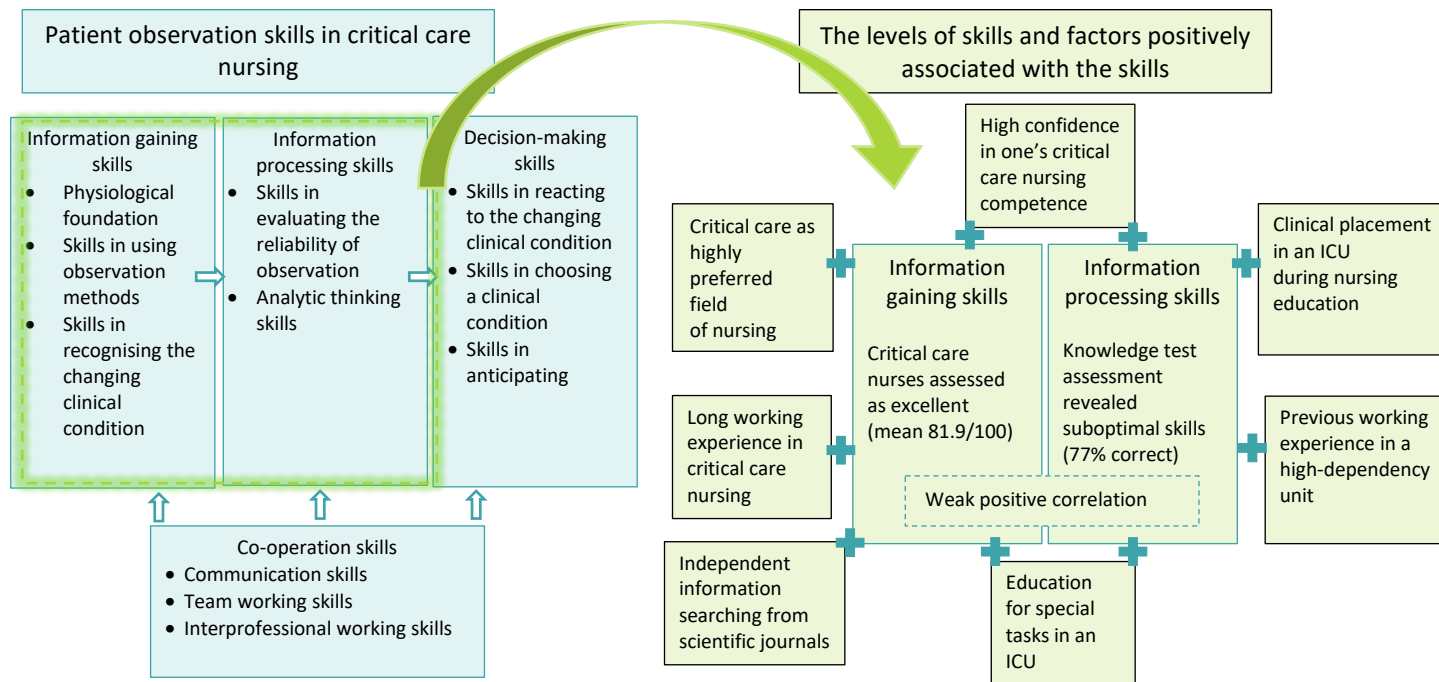 Patient observation skills in critical care
nursing
Information gaining
skills
• Physiological
foundation
• Skills in using
observation
methods
• Skills in
recognising the
changing
clinical
condition
Information
processing skills
• Skills in
evaluating the
reliability of
observation
• Analytic thinking
skills
Decision-making
skills
• Skills in reacting
to the changing
clinical condition
• Skills in choosing
a clinical
condition
• Skills in
anticipating
Co-operation skills
• Communication skills
• Team working skills
• Interprofessional working skills
The levels of skills and factors positively
associated with the skills
High confidence
in one’s critical
care nursing
competence
Critical care as
highly
preferred
field
of nursing
Long working
experience in
critical care
nursing
Independent
information
searching from
scientific journals
Information
gaining skills
Critical care
nurses assessed
as excellent
(mean 81.9/100)
Information
processing skills
Knowledge test
assessment
revealed
suboptimal skills
(77% correct)
Weak positive correlation
Clinical placement
in an ICU
during nursing
education
Previous working
experience in a
high-dependency
unit
Education
for special
tasks in an
ICU